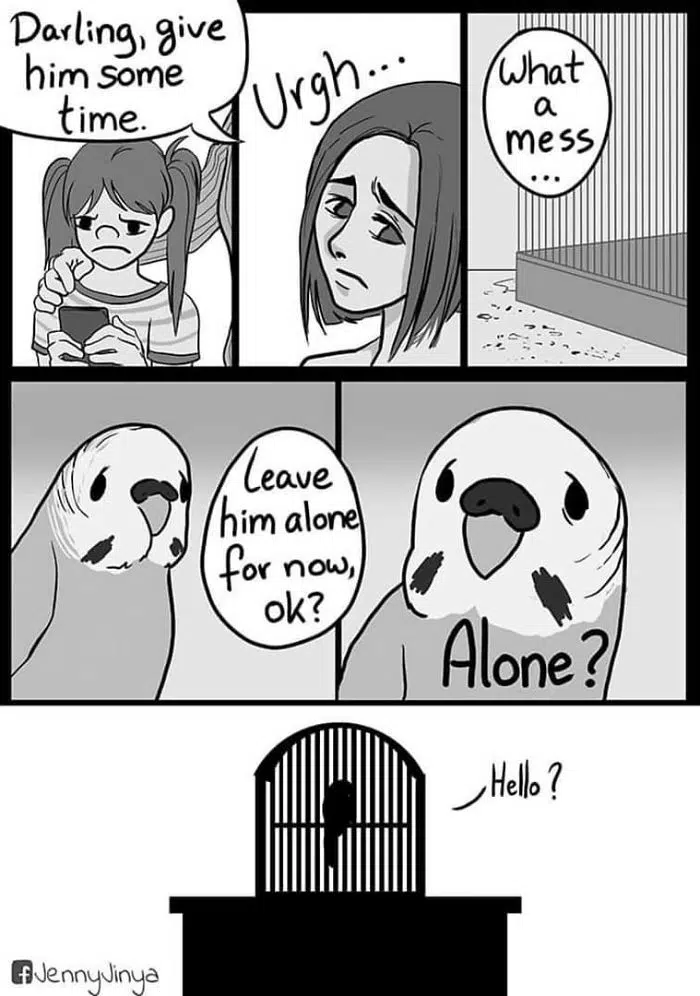 Darling, give
him some
time.
Urgh...
What
a
mess
...
Leave
him alone
for now,
ok?
Alone?
Hello?
f JennyJinya